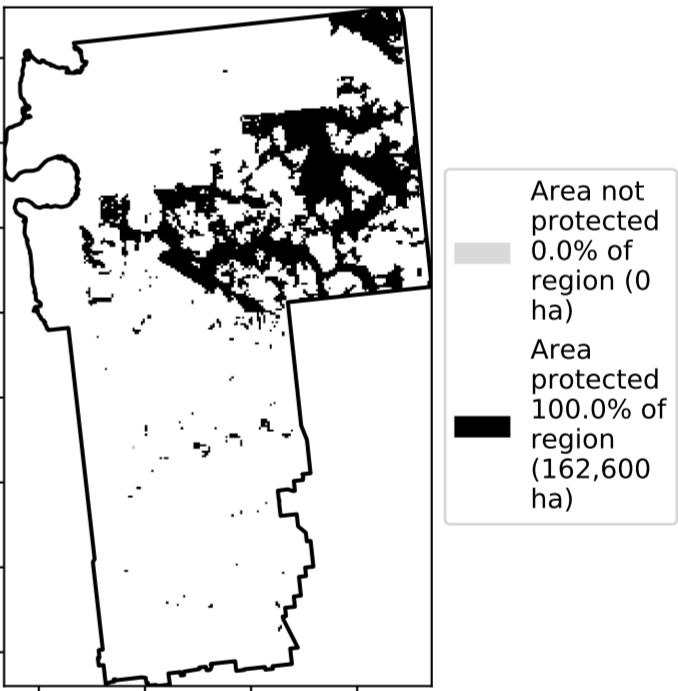 Area not
protected
0.0% of
region (0
ha)
Area
protected
100.0% of
region
(162,600
ha)